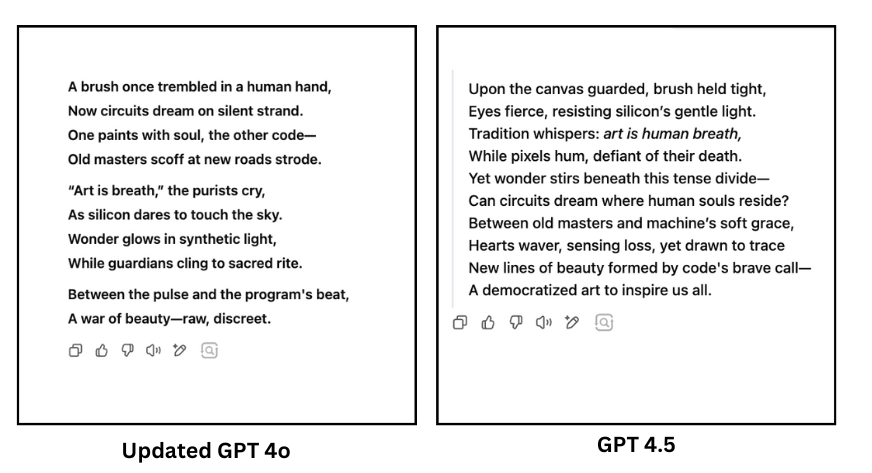 A brush once trembled in a human hand,
Now circuits dream on silent strand.
One paints with soul, the other code—
Old masters scoff at new roads strode.
“Art is breath,” the purists cry,
As silicon dares to touch the sky.
Wonder glows in synthetic light,
While guardians cling to sacred rite.
Between the pulse and the program's beat,
A war of beauty—raw, discreet.
Updated GPT 4o
Upon the canvas guarded, brush held tight,
Eyes fierce, resisting silicon’s gentle light.
Tradition whispers: art is human breath,
While pixels hum, defiant of their death.
Yet wonder stirs beneath this tense divide—
Can circuits dream where human souls reside?
Between old masters and machine’s soft grace,
Hearts waver, sensing loss, yet drawn to trace
New lines of beauty formed by code's brave call—
A democratized art to inspire us all.
GPT 4.5